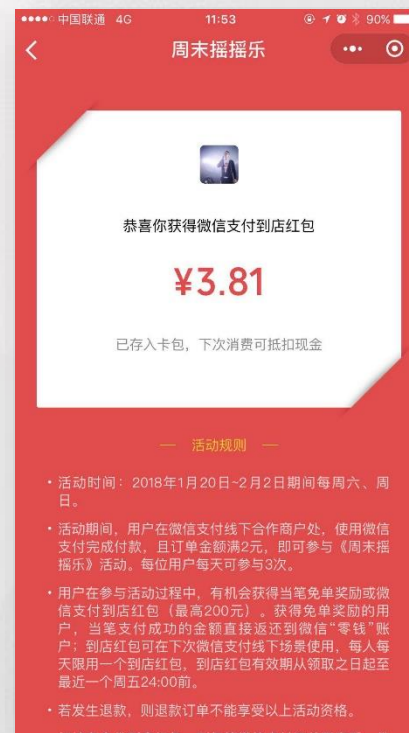 中国联通 4G 11:53 90%
周末摇摇乐
恭喜你获得微信支付到店红包
¥3.81
已存入卡包，下次消费可抵扣现金
— 活动规则 —
• 活动时间：2018年1月20日~2月2日期间每周六、周
日。
• 活动期间，用户在微信支付线下合作商户处，使用微信
支付完成付款，且订单金额满2元，即可参与《周末摇
摇乐》活动。每位用户每天可参与3次。
• 用户在参与活动过程中，有机会获得当笔免单奖励或微
信支付到店红包（最高200元）。获得免单奖励的用
户，当笔支付成功的金额直接返还到微信“零钱”账
户；到店红包可在下次微信支付线下场景使用，每人每
天限用一个到店红包，到店红包有效期从领取之日起至
最近一个周五24:00前。
• 若发生退款，则退款订单不能享受以上活动资格。